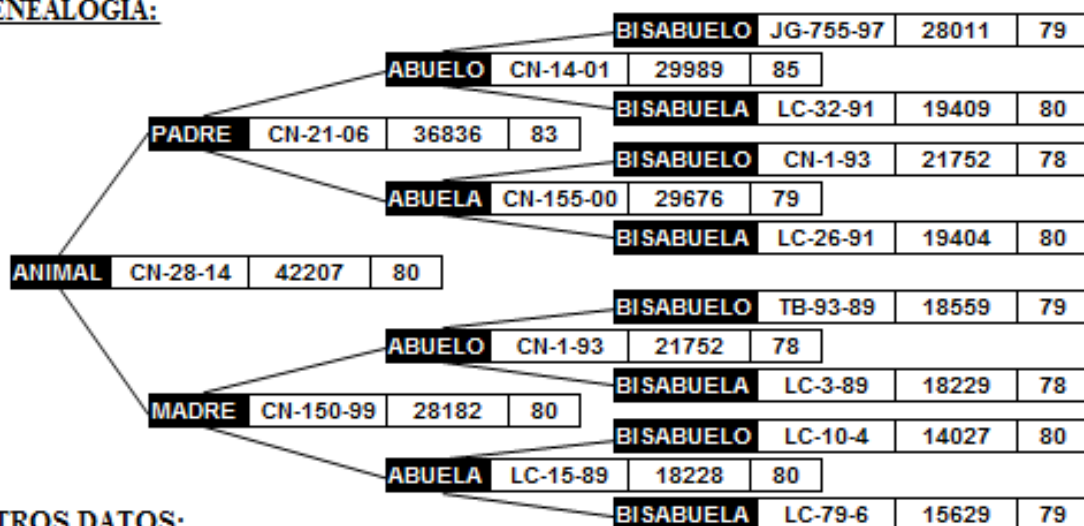 ENEALOGÍA:
BISABUELO JG-755-97 28011 79
ABUELO CN-14-01 29989 85
BISABUELA LC-32-91 19409 80
PADRE CN-21-06 36836 83
BISABUELO CN-1-93 21752 78
ABUELA CN-155-00 29676 79
BISABUELA LC-26-91 19404 80
ANIMAL CN-28-14 42207 80
BISABUELO TB-93-89 18559 79
ABUELO CN-1-93 21752 78
BISABUELA LC-3-89 18229 78
MADRE CN-150-99 28182 80
BISABUELO LC-10-4 14027 80
ABUELA LC-15-89 18228 80
BISABUELA LC-79-6 15629 79
TROS DATOS: